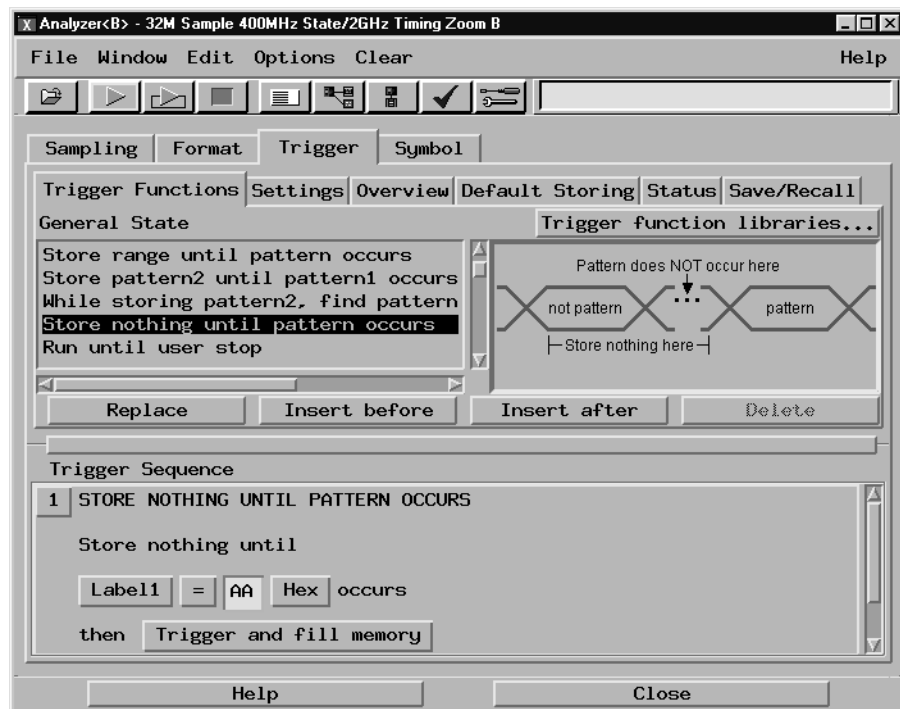 Analyzer<B> - 32M Sample 400MHz State/2GHz Timing Zoom B
File Window Edit Options Clear Help
Sampling Format Trigger Symbol
Trigger Functions Settings Overview Default Storing Status Save/Recall
General State
Trigger function libraries...
Store range until pattern occurs
Store pattern2 until pattern1 occurs
While storing pattern2, find pattern
Store nothing until pattern occurs
Run until user stop
Pattern does NOT occur here
not pattern ... pattern
Store nothing here
Replace Insert before Insert after Delete
Trigger Sequence
1 STORE NOTHING UNTIL PATTERN OCCURS
Store nothing until
Label1 = AA Hex occurs
then Trigger and fill memory
Help Close